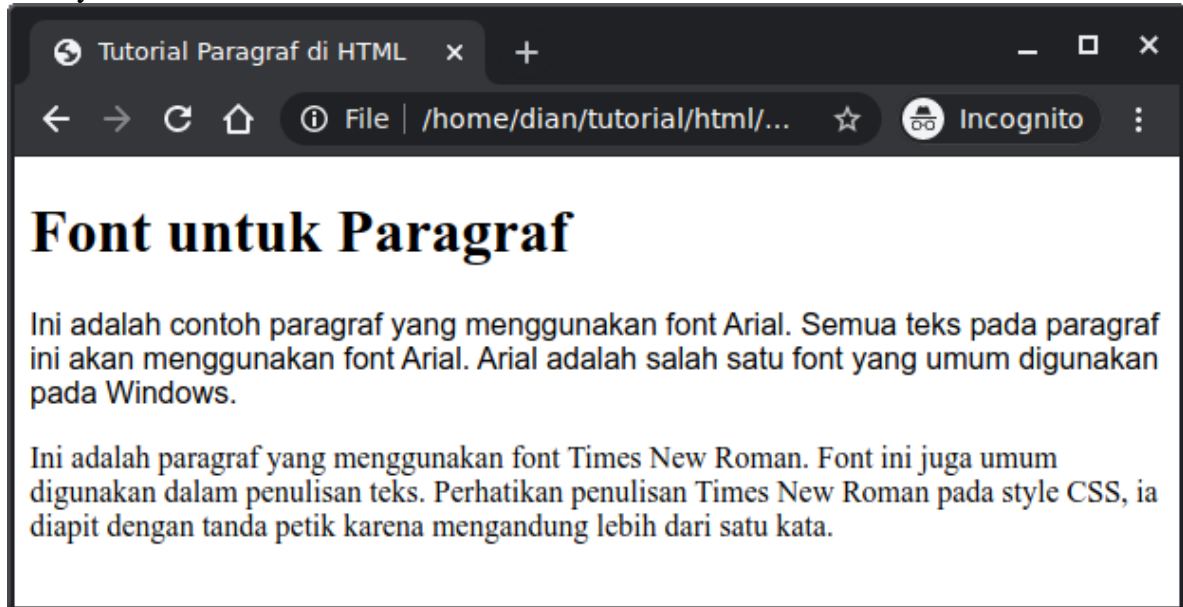 Tutorial Paragraf di HTML
File | /home/dian/tutorial/html/...
Incognito
Font untuk Paragraf
Ini adalah contoh paragraf yang menggunakan font Arial. Semua teks pada paragraf
ini akan menggunakan font Arial. Arial adalah salah satu font yang umum digunakan
pada Windows.
Ini adalah paragraf yang menggunakan font Times New Roman. Font ini juga umum
digunakan dalam penulisan teks. Perhatikan penulisan Times New Roman pada style CSS, ia
diapit dengan tanda petik karena mengandung lebih dari satu kata.